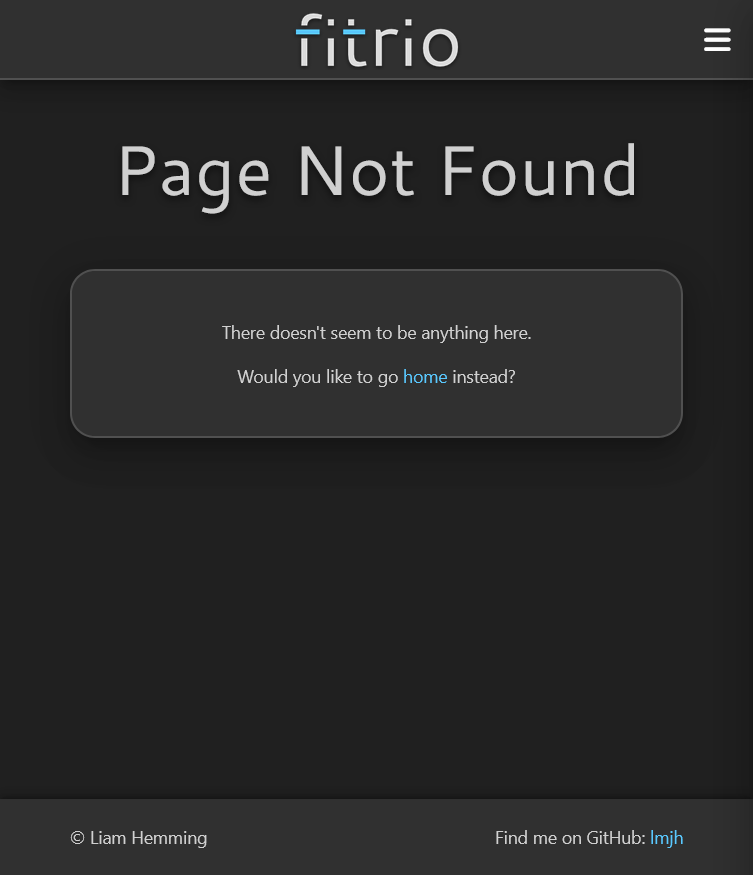 fitrio
Page Not Found
There doesn't seem to be anything here.
Would you like to go home instead?
© Liam Hemming
Find me on GitHub: lmjh